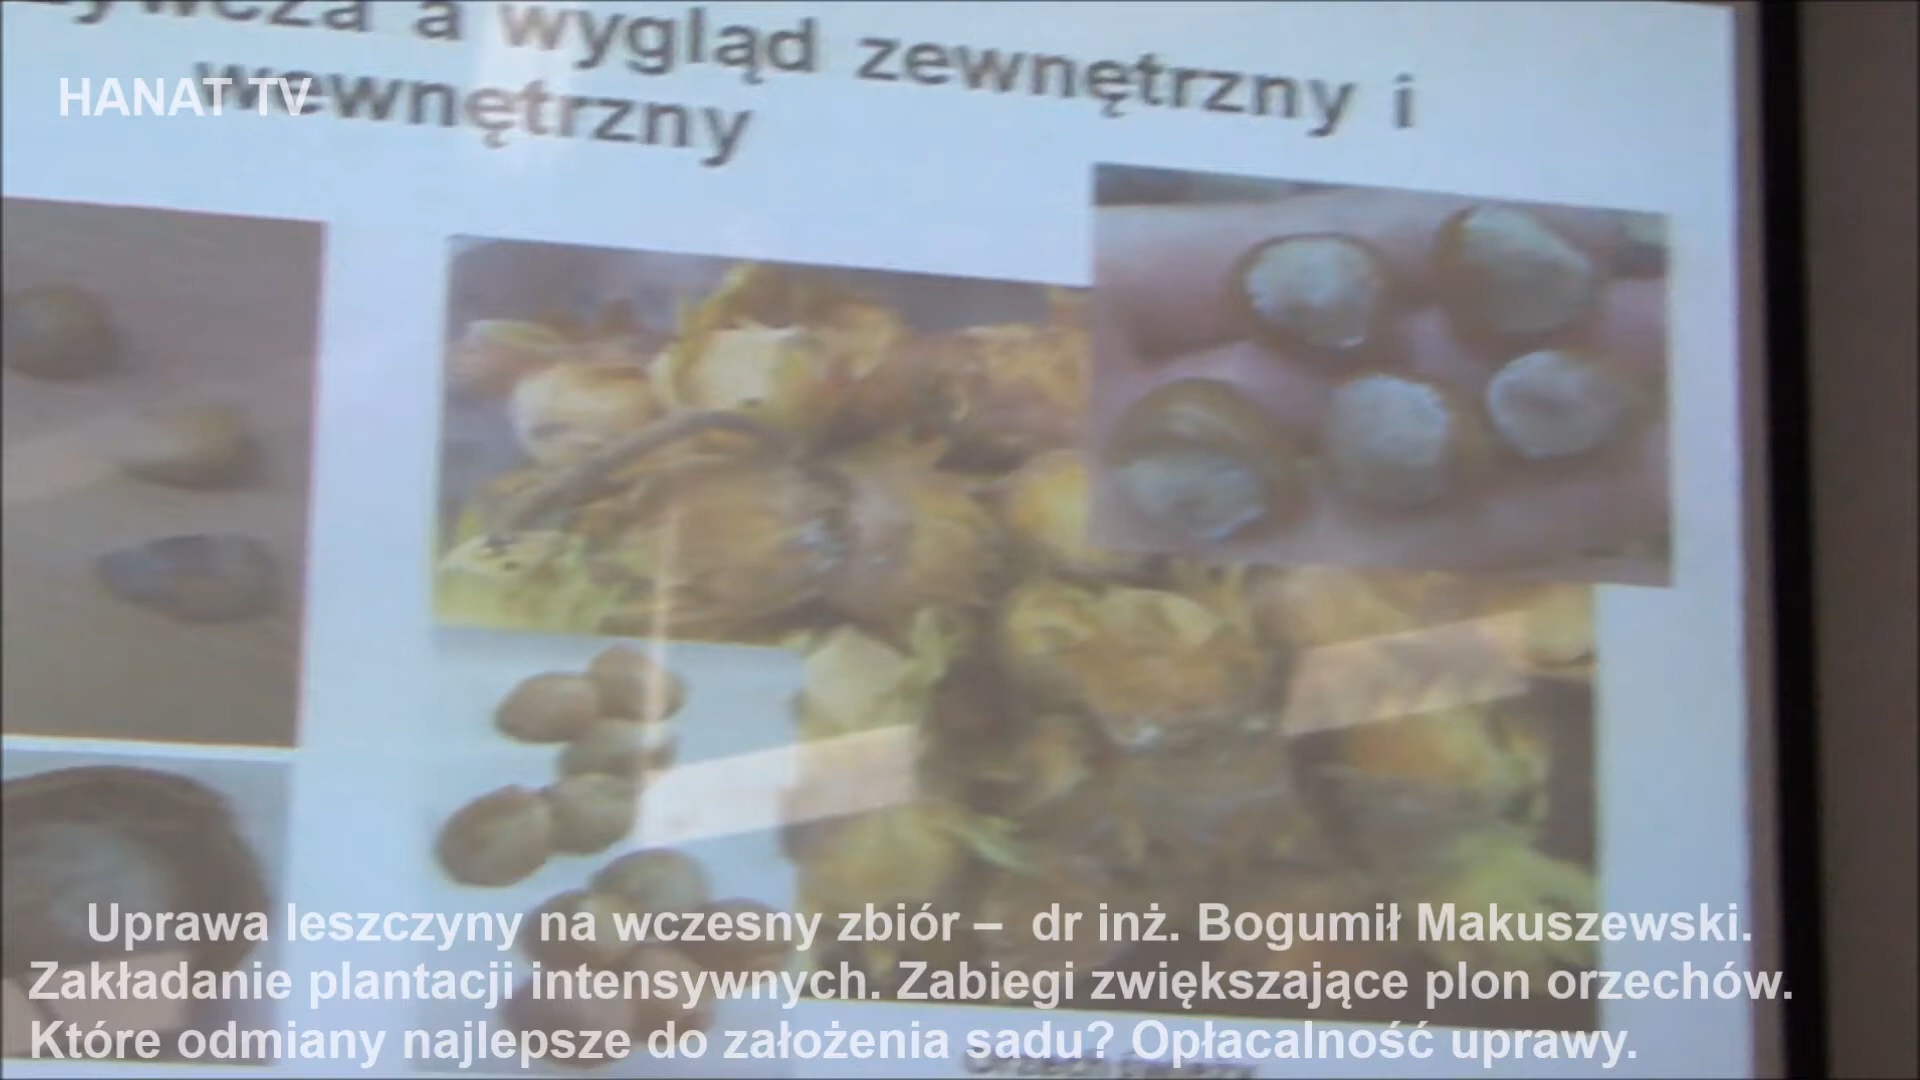 a wygląd zewnętrzny i
wewnętrzny
HANAT TV
Uprawa leszczyny na wczesny zbiór – dr inż. Bogumił Makuszewski.
Zakładanie plantacji intensywnych. Zabiegi zwiększające plon orzechów.
Które odmiany najlepsze do założenia sadu? Opłacalność uprawy.